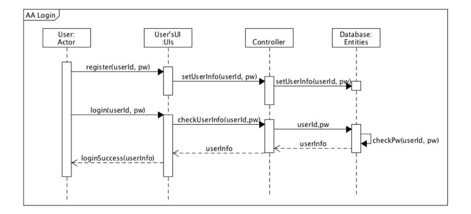 AA Login
User:
Actor
User'sUI
:UIs
Controller
Database:
Entities
register(userId, pw)
setUserInfo(userId, pw)
setUserInfo(userId, pw)
login(userId, pw)
checkUserInfo(userId,pw)
userId,pw
checkPw(userId, pw)
userInfo
userInfo
loginSuccess(userInfo)